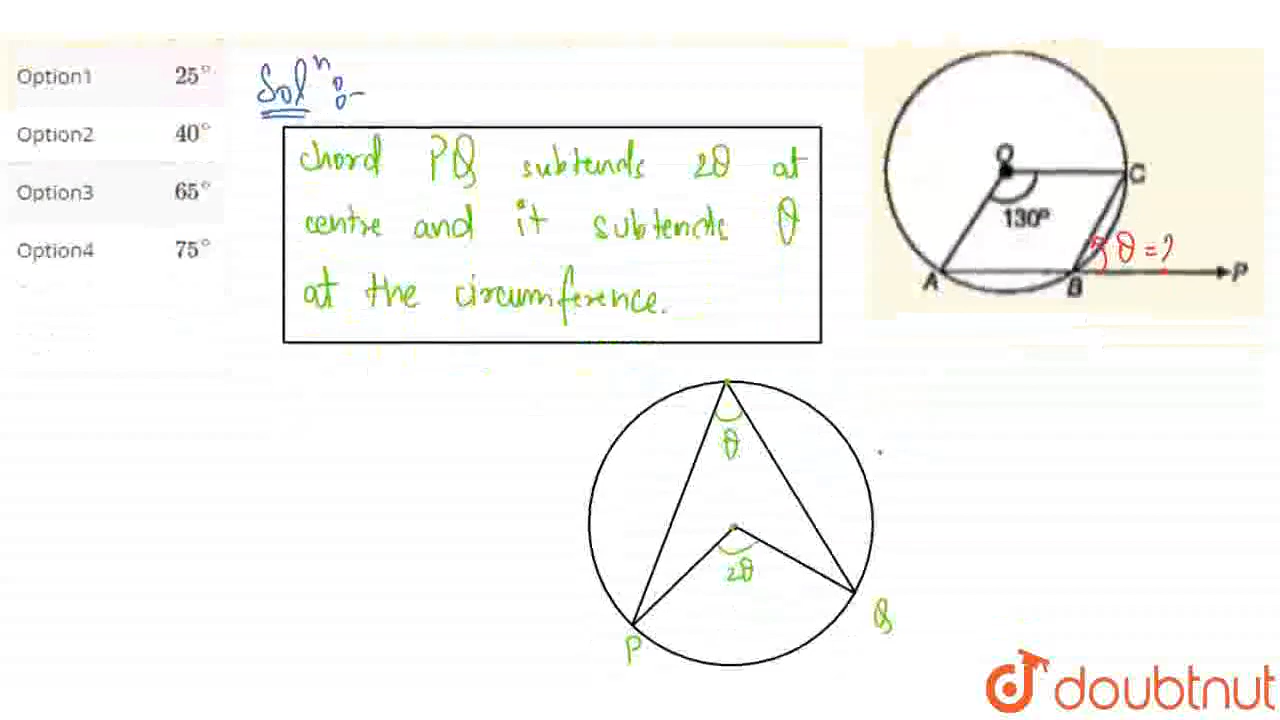 Option1 25°
Option2 40°
Option3 65°
Option4 75°
Solⁿ :-
chord PQ subtends 2θ at
centre and it subtends θ
at the circumference.
O
C
130°
θ = ?
A
B
P
θ
2θ
P
Q
doubtnut